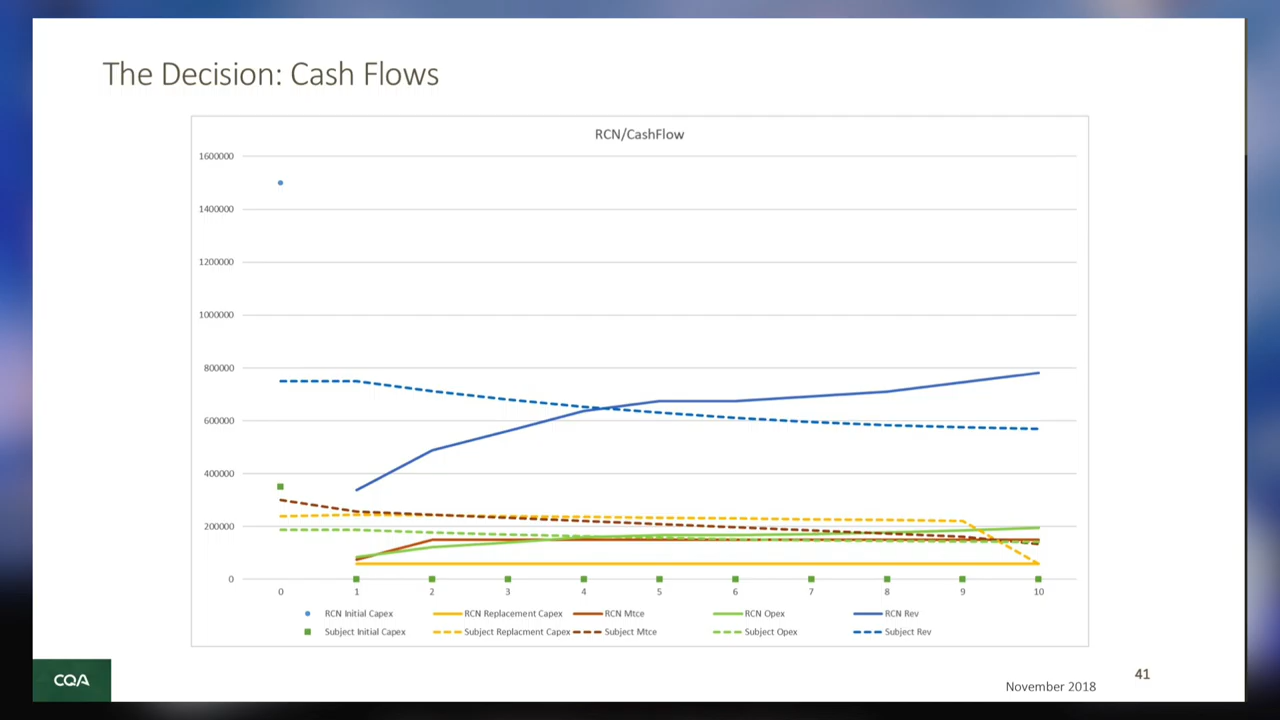 The Decision: Cash Flows
RCN/CashFlow
1600000
1400000
1200000
1000000
800000
600000
400000
200000
0
0 1 2 3 4 5 6 7 8 9 10
RCN Initial Capex RCN Replacement Capex RCN Mtce RCN Opex RCN Rev
Subject Initial Capex Subject Replacment Capex Subject Mtce Subject Opex Subject Rev
CQA
November 2018
41